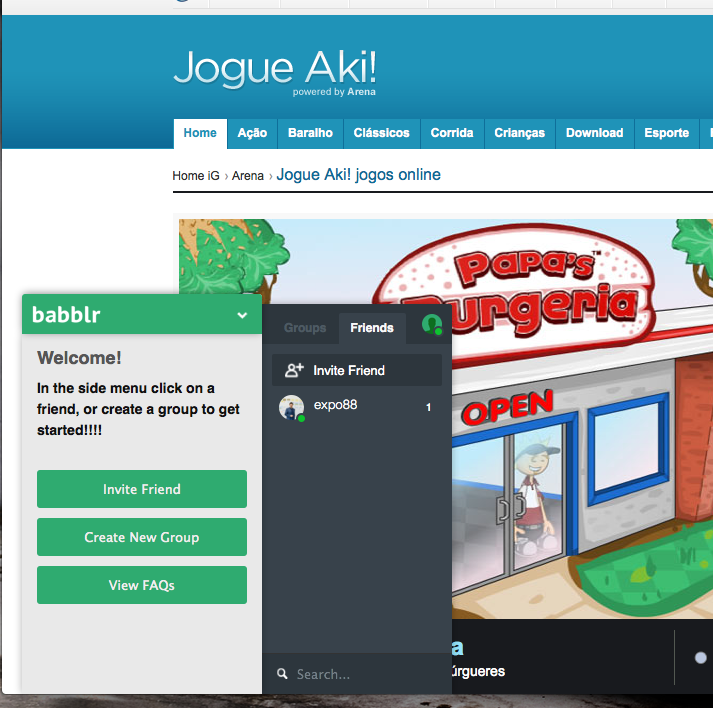 Jogue Aki!
powered by Arena
Home Ação Baralho Clássicos Corrida Crianças Download Esporte
Home iG › Arena › Jogue Aki! jogos online
Papa's
Burgeria
OPEN
babblr
Welcome!
In the side menu click on a
friend, or create a group to get
started!!!!
Invite Friend
Create New Group
View FAQs
Groups Friends
Invite Friend
expo88 1
Search...
a
úrgueres